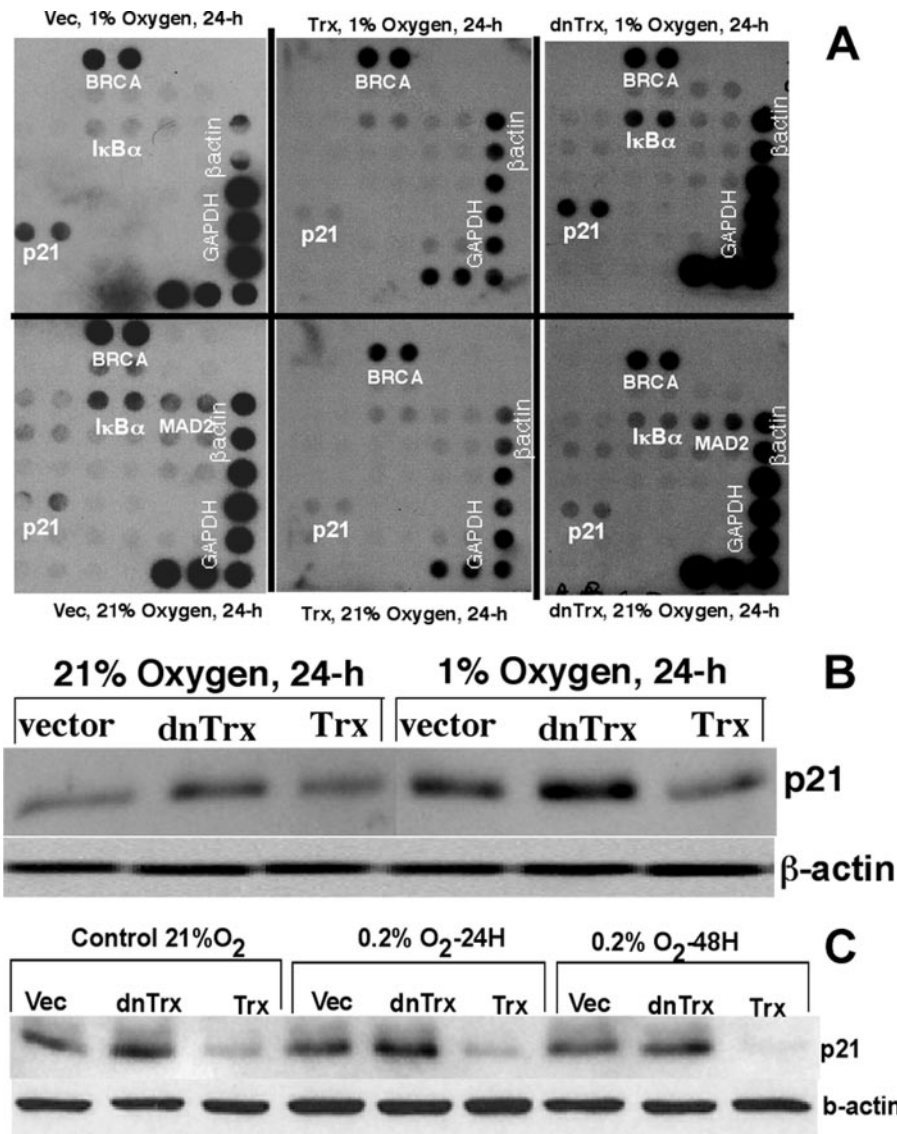 Vec, 1% Oxygen, 24-h
Trx, 1% Oxygen, 24-h
dnTrx, 1% Oxygen, 24-h
A
BRCA
IκBα
βactin
GAPDH
p21
BRCA
βactin
GAPDH
p21
BRCA
IκBα
βactin
GAPDH
p21
BRCA
IκBα
MAD2
βactin
GAPDH
p21
BRCA
βactin
GAPDH
p21
BRCA
IκBα
MAD2
βactin
GAPDH
p21
Vec, 21% Oxygen, 24-h
Trx, 21% Oxygen, 24-h
dnTrx, 21% Oxygen, 24-h
B
21% Oxygen, 24-h
1% Oxygen, 24-h
vector dnTrx Trx vector dnTrx Trx
p21
β-actin
C
Control 21%O2
0.2% O2-24H
0.2% O2-48H
Vec dnTrx Trx Vec dnTrx Trx Vec dnTrx Trx
p21
b-actin